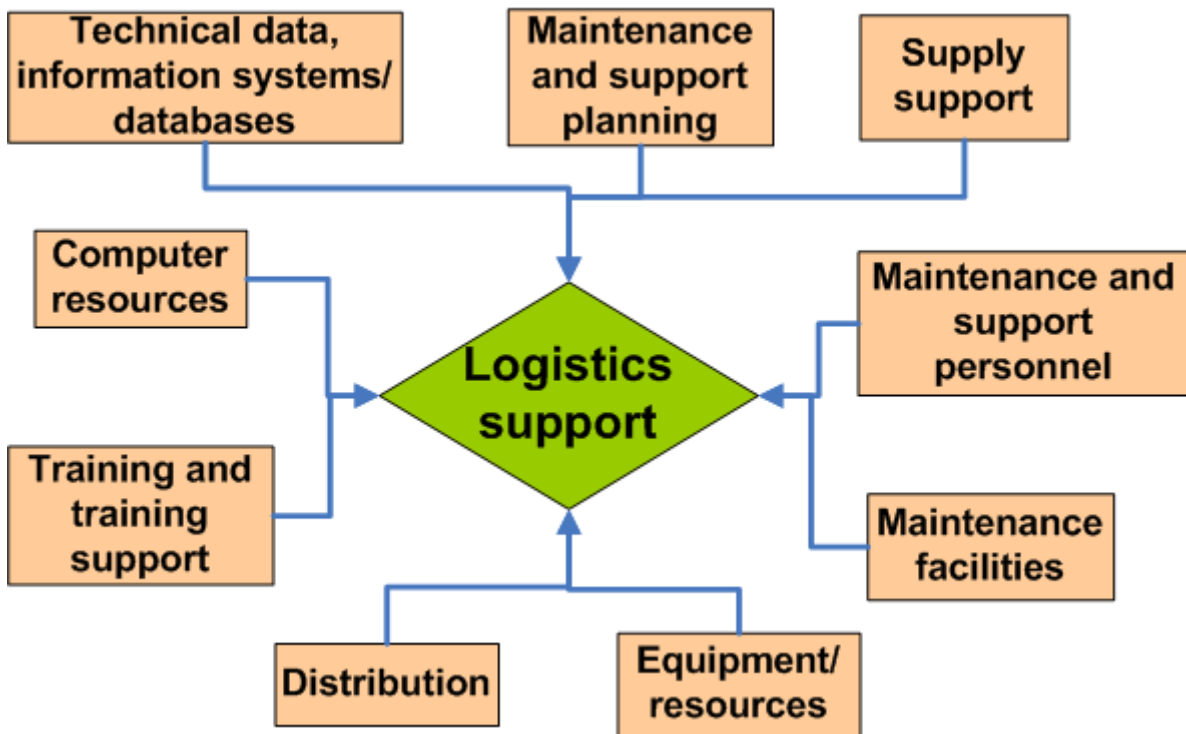 Technical data,
information systems/
databases
Maintenance
and support
planning
Supply
support
Computer
resources
Maintenance and
support
personnel
Logistics
support
Training and
training
support
Maintenance
facilities
Distribution
Equipment/
resources